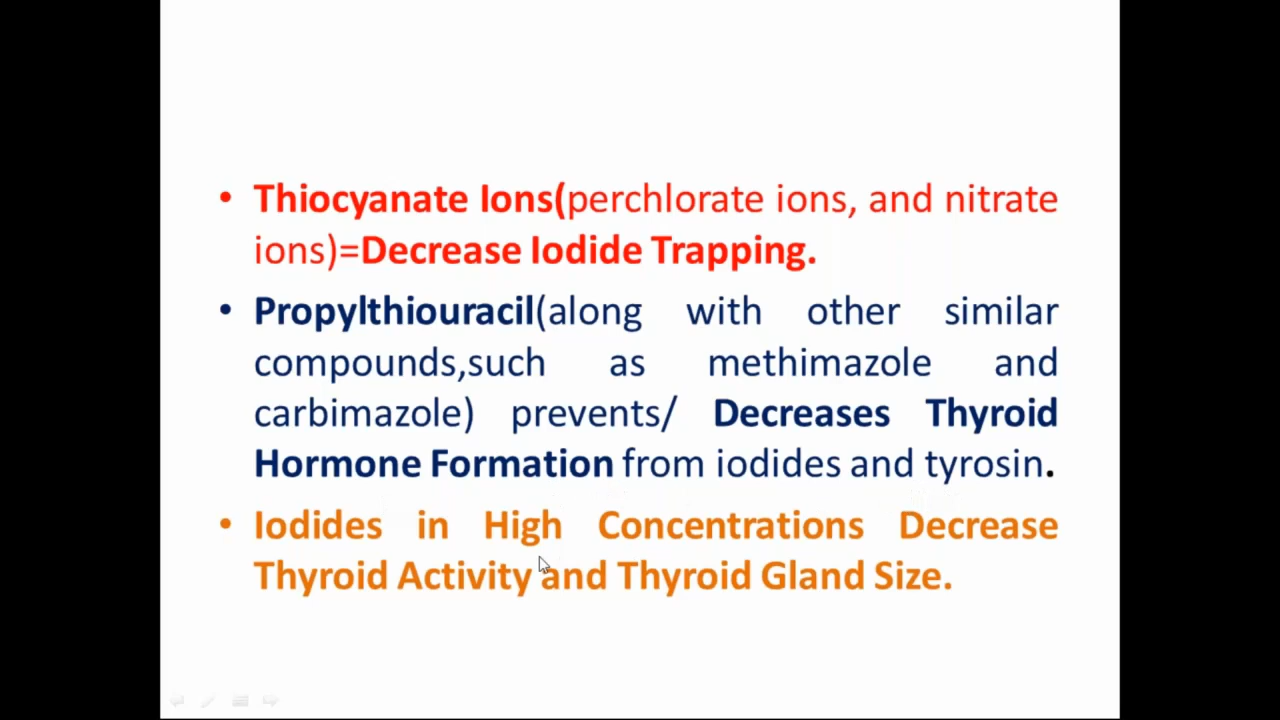 • Thiocyanate Ions(perchlorate ions, and nitrate
ions)=Decrease Iodide Trapping.
• Propylthiouracil(along with other similar
compounds,such as methimazole and
carbimazole) prevents/ Decreases Thyroid
Hormone Formation from iodides and tyrosin.
• Iodides in High Concentrations Decrease
Thyroid Activity and Thyroid Gland Size.